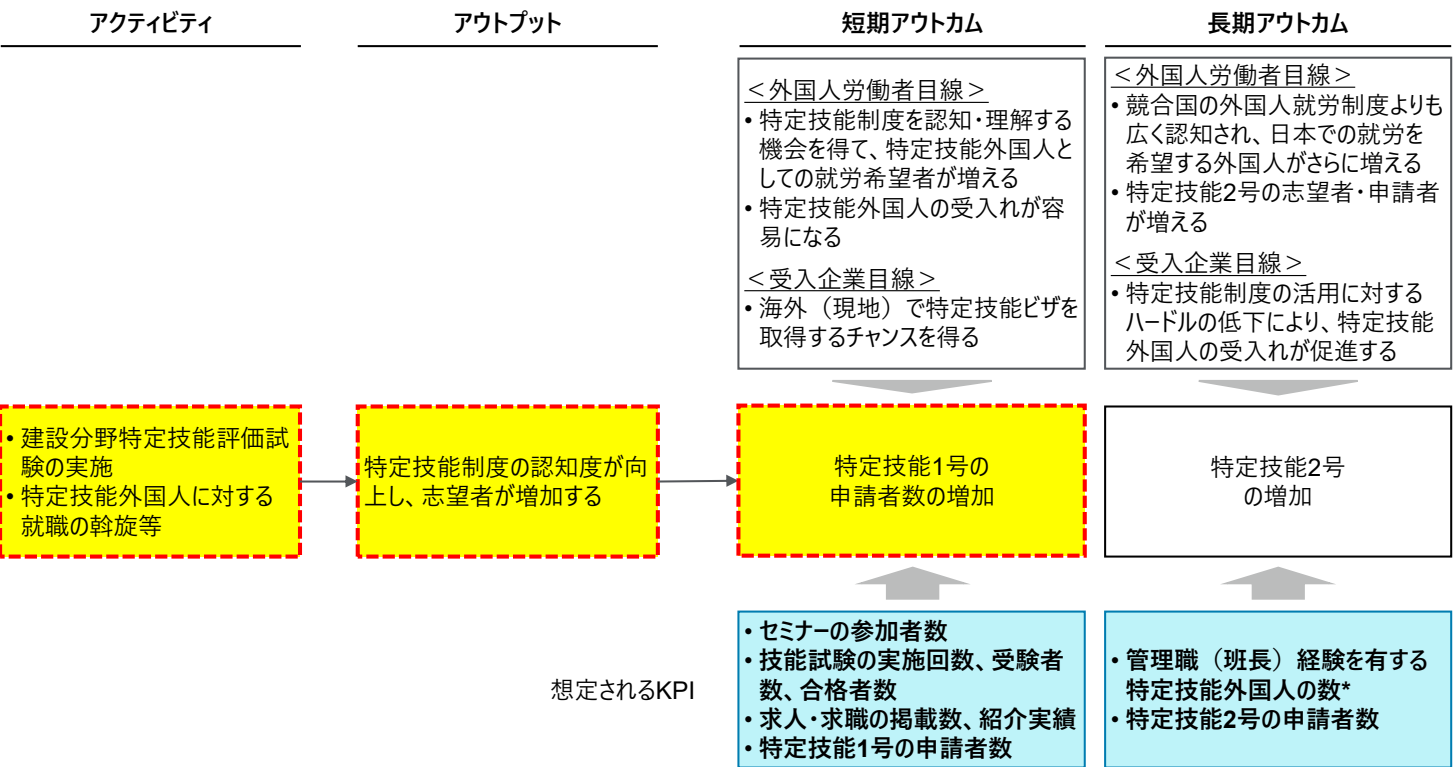 アクティビティ
アウトプット
短期アウトカム
長期アウトカム
＜外国人労働者目線＞
• 特定技能制度を認知・理解する
機会を得て、特定技能外国人と
しての就労希望者が増える
• 特定技能外国人の受入れが容
易になる
＜受入企業目線＞
• 海外（現地）で特定技能ビザを
取得するチャンスを得る
＜外国人労働者目線＞
• 競合国の外国人就労制度よりも
広く認知され、日本での就労を
希望する外国人がさらに増える
• 特定技能2号の志望者・申請者
が増える
＜受入企業目線＞
• 特定技能制度の活用に対する
ハードルの低下により、特定技能
外国人の受入れが促進する
• 建設分野特定技能評価試
験の実施
• 特定技能外国人に対する
就職の斡旋等
特定技能制度の認知度が向
上し、志望者が増加する
特定技能1号の
申請者数の増加
特定技能2号
の増加
想定されるKPI
• セミナーの参加者数
• 技能試験の実施回数、受験者
数、合格者数
• 求人・求職の掲載数、紹介実績
• 特定技能1号の申請者数
• 管理職（班長）経験を有する
特定技能外国人の数*
• 特定技能2号の申請者数